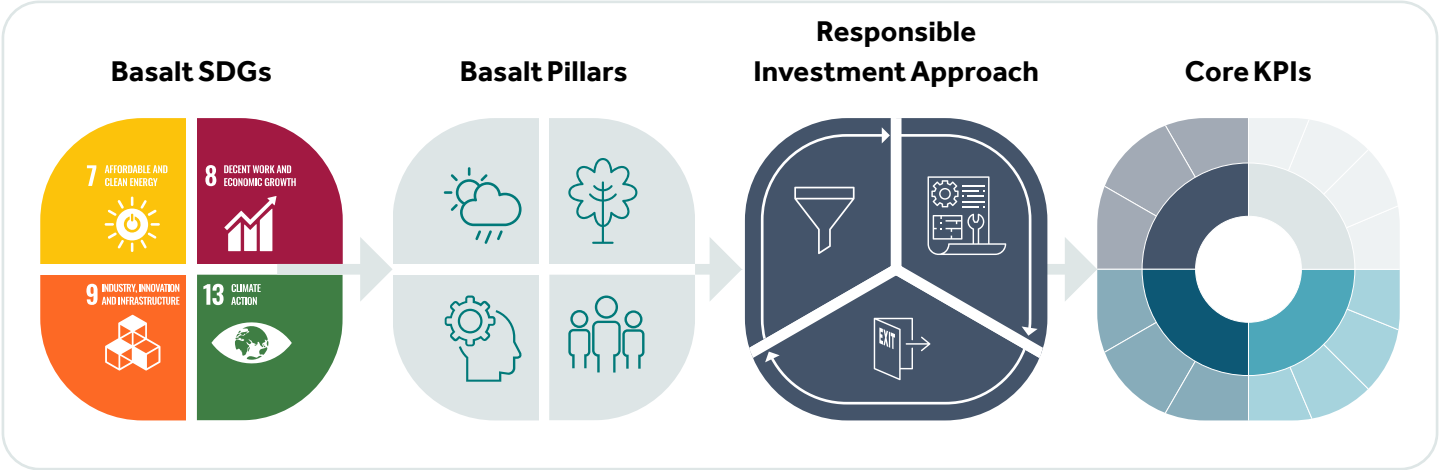 Basalt SDGs
Basalt Pillars
Responsible
Investment Approach
Core KPIs
7 AFFORDABLE AND
CLEAN ENERGY
8 DECENT WORK AND
ECONOMIC GROWTH
9 INDUSTRY, INNOVATION
AND INFRASTRUCTURE
13 CLIMATE
ACTION
EXIT